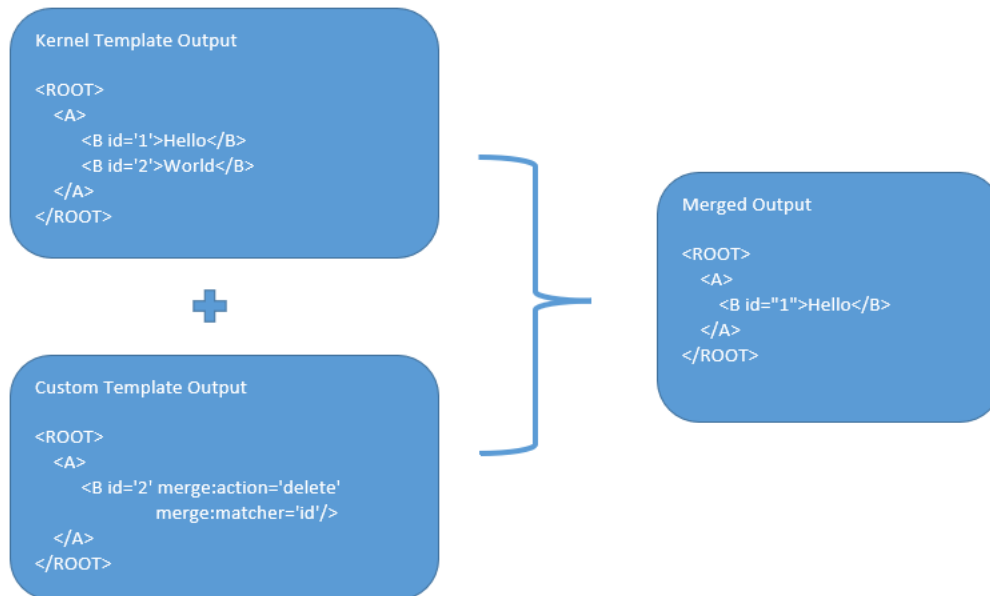 Kernel Template Output
<ROOT>
<A>
<B id='1'>Hello</B>
<B id='2'>World</B>
</A>
</ROOT>
Custom Template Output
<ROOT>
<A>
<B id='2' merge:action='delete'
merge:matcher='id'/>
</A>
</ROOT>
Merged Output
<ROOT>
<A>
<B id="1">Hello</B>
</A>
</ROOT>